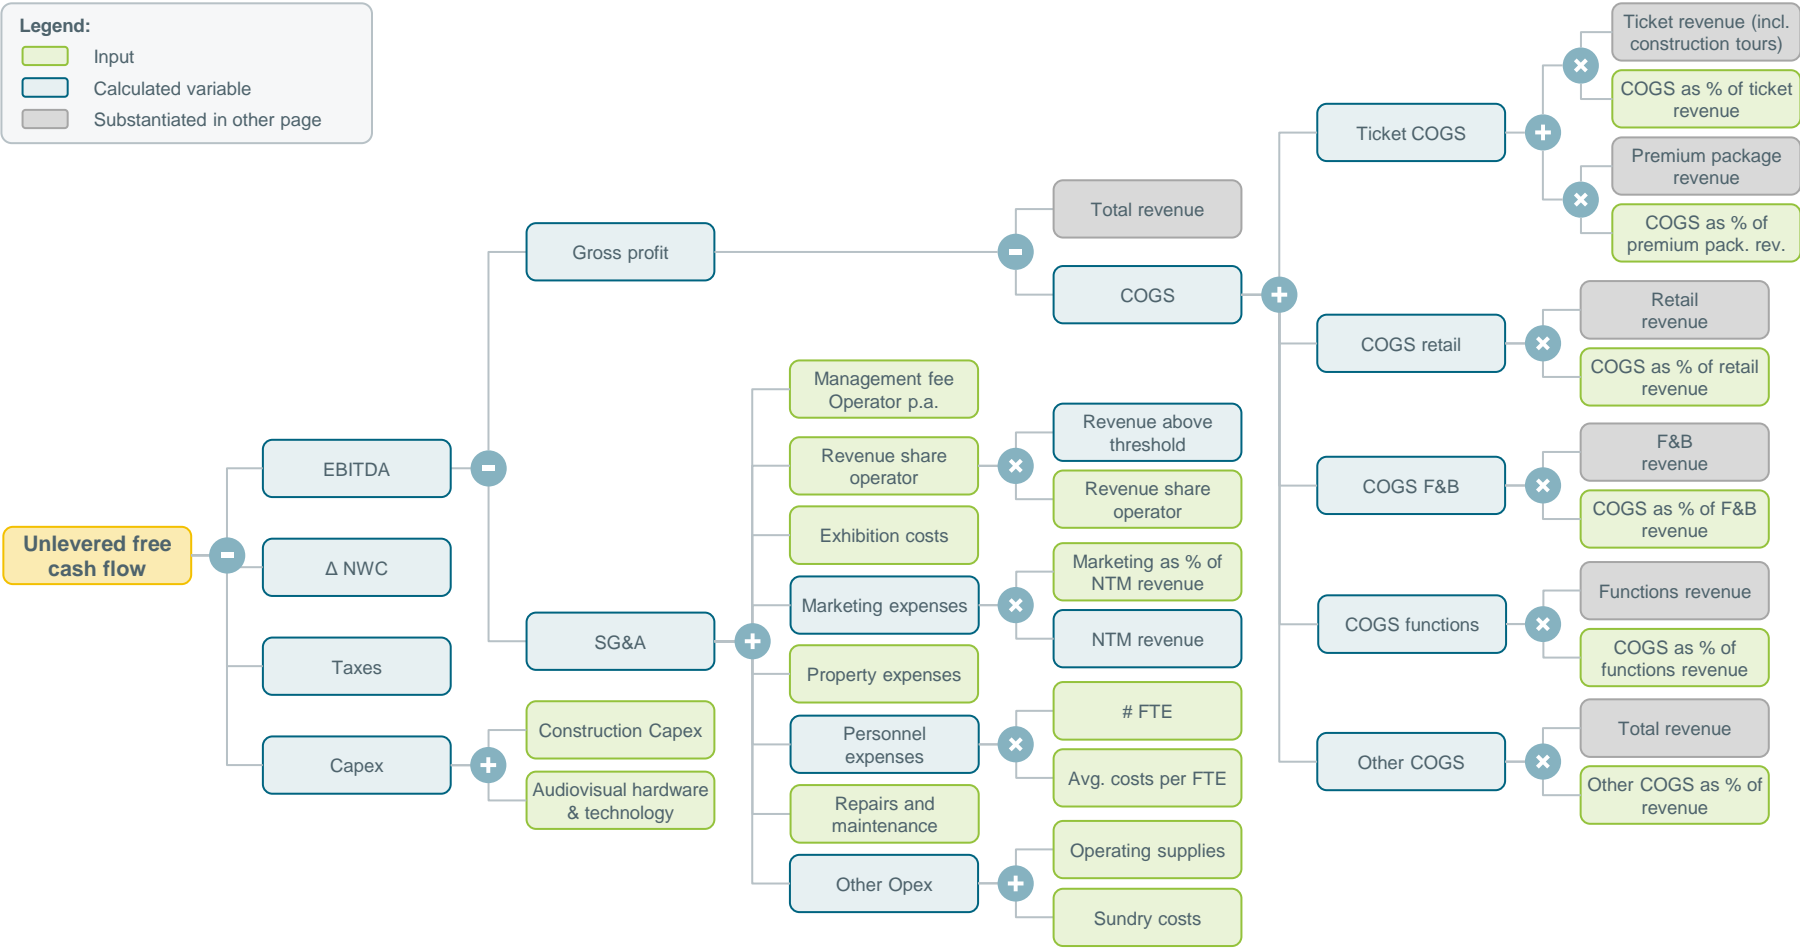 Legend:
Input
Calculated variable
Substantiated in other page
Unlevered free
cash flow
EBITDA
Δ NWC
Taxes
Capex
Gross profit
SG&A
Construction Capex
Audiovisual hardware
& technology
Management fee
Operator p.a.
Revenue share
operator
Exhibition costs
Marketing expenses
Property expenses
Personnel
expenses
Repairs and
maintenance
Other Opex
Total revenue
COGS
Revenue above
threshold
Revenue share
operator
Marketing as % of
NTM revenue
NTM revenue
# FTE
Avg. costs per FTE
Operating supplies
Sundry costs
Ticket COGS
COGS retail
COGS F&B
COGS functions
Other COGS
Ticket revenue (incl.
construction tours)
COGS as % of ticket
revenue
Premium package
revenue
COGS as % of
premium pack. rev.
Retail
revenue
COGS as % of retail
revenue
F&B
revenue
COGS as % of F&B
revenue
Functions revenue
COGS as % of
functions revenue
Total revenue
Other COGS as % of
revenue